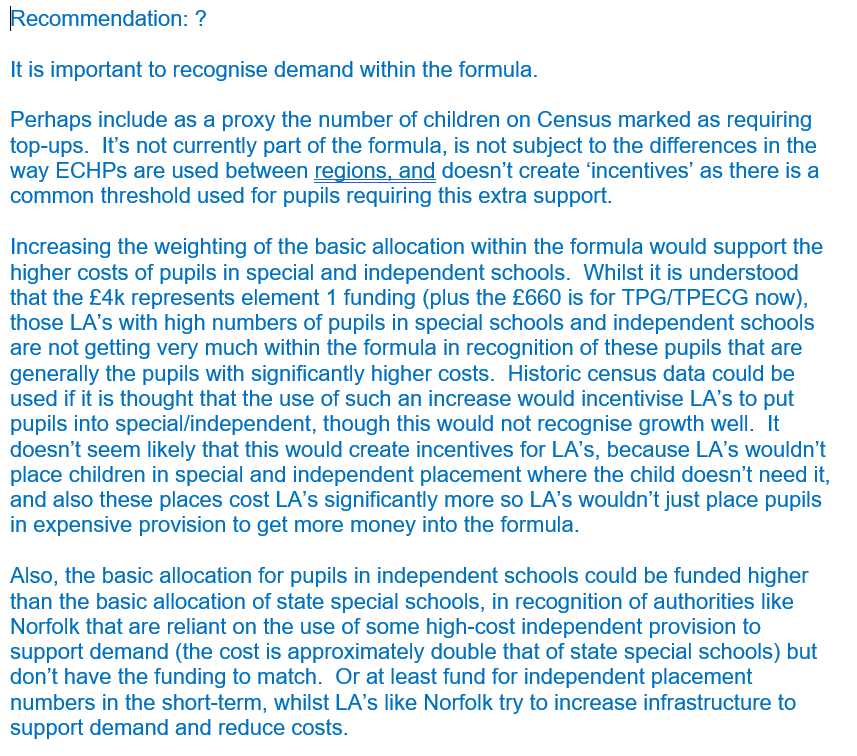 Recommendation: ?
It is important to recognise demand within the formula.
Perhaps include as a proxy the number of children on Census marked as requiring
top-ups.  It’s not currently part of the formula, is not subject to the differences in the
way ECHPs are used between regions, and doesn’t create ‘incentives’ as there is a
common threshold used for pupils requiring this extra support.
Increasing the weighting of the basic allocation within the formula would support the
higher costs of pupils in special and independent schools.  Whilst it is understood
that the £4k represents element 1 funding (plus the £660 is for TPG/TPECG now),
those LA’s with high numbers of pupils in special schools and independent schools
are not getting very much within the formula in recognition of these pupils that are
generally the pupils with significantly higher costs.  Historic census data could be
used if it is thought that the use of such an increase would incentivise LA’s to put
pupils into special/independent, though this would not recognise growth well.  It
doesn’t seem likely that this would create incentives for LA’s, because LA’s wouldn’t
place children in special and independent placement where the child doesn’t need it,
and also these places cost LA’s significantly more so LA’s wouldn’t just place pupils
in expensive provision to get more money into the formula.
Also, the basic allocation for pupils in independent schools could be funded higher
than the basic allocation of state special schools, in recognition of authorities like
Norfolk that are reliant on the use of some high-cost independent provision to
support demand (the cost is approximately double that of state special schools) but
don’t have the funding to match.  Or at least fund for independent placement
numbers in the short-term, whilst LA’s like Norfolk try to increase infrastructure to
support demand and reduce costs.